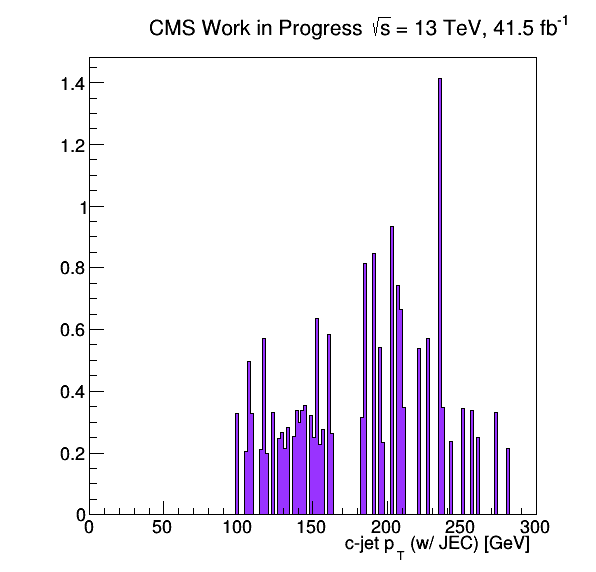 CMS Work in Progress √s = 13 TeV, 41.5 fb⁻¹
1.4
1.2
1
0.8
0.6
0.4
0.2
0
0 50 100 150 200 250 300
c-jet p_T (w/ JEC) [GeV]